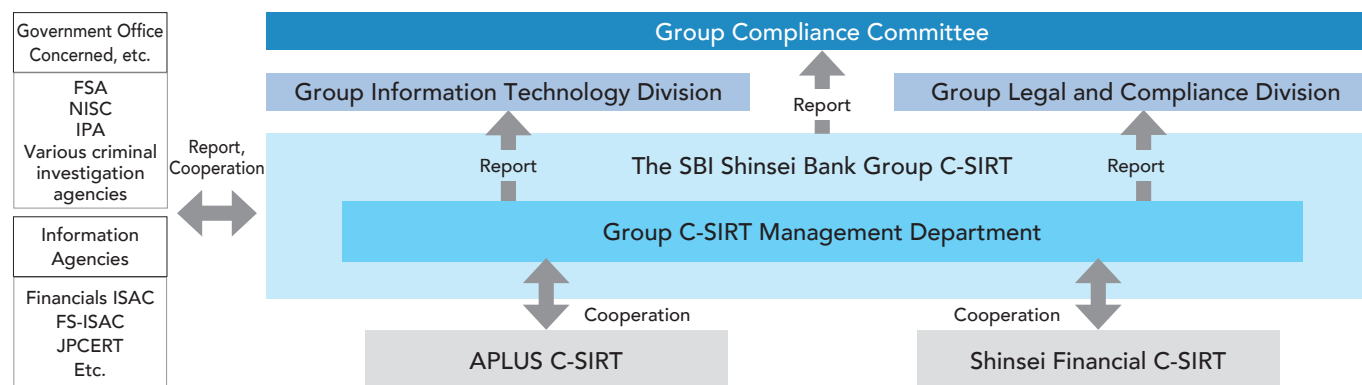 Government Office
Concerned, etc.
FSA
NISC
IPA
Various criminal
investigation
agencies
Information
Agencies
Financials ISAC
FS-ISAC
JPCERT
Etc.
Report,
Cooperation
Group Compliance Committee
Group Information Technology Division
Report
Group Legal and Compliance Division
Report
The SBI Shinsei Bank Group C-SIRT
Report
Group C-SIRT Management Department
Cooperation
Cooperation
APLUS C-SIRT
Shinsei Financial C-SIRT